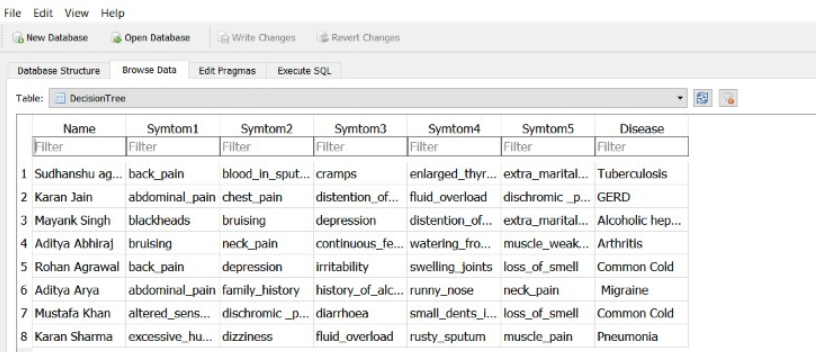 File Edit View Help
New Database Open Database Write Changes Revert Changes
Database Structure Browse Data Edit Pragmas Execute SQL
Table: DecisionTree
Name Symtom1 Symtom2 Symtom3 Symtom4 Symtom5 Disease
Filter Filter Filter Filter Filter Filter Filter
1 Sudhanshu ag... back_pain blood_in_sput... cramps enlarged_thyr... extra_marital... Tuberculosis
2 Karan Jain abdominal_pain chest_pain distention_of... fluid_overload dischromic _p... GERD
3 Mayank Singh blackheads bruising depression distention_of... extra_marital... Alcoholic hep...
4 Aditya Abhiraj bruising neck_pain continuous_fe... watering_fro... muscle_weak... Arthritis
5 Rohan Agrawal back_pain depression irritability swelling_joints loss_of_smell Common Cold
6 Aditya Arya abdominal_pain family_history history_of_alc... runny_nose neck_pain Migraine
7 Mustafa Khan altered_sens... dischromic _p... diarrhoea small_dents_i... loss_of_smell Common Cold
8 Karan Sharma excessive_hu... dizziness fluid_overload rusty_sputum muscle_pain Pneumonia